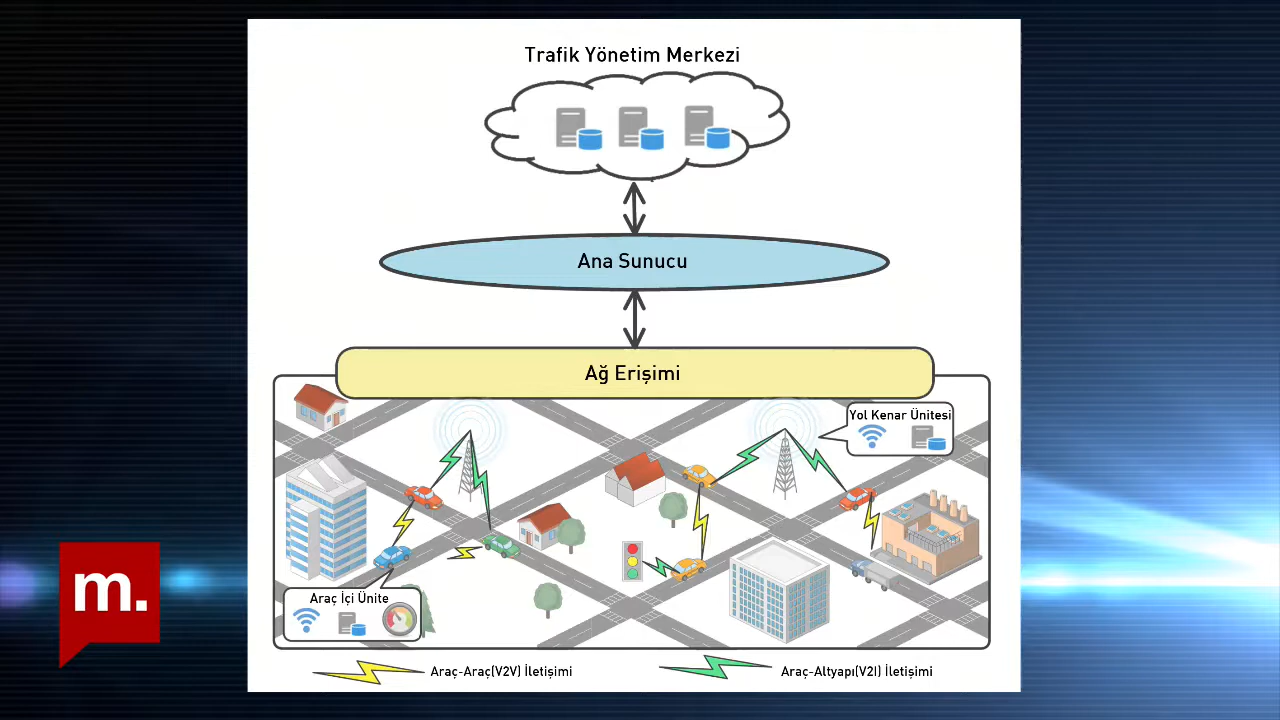 Trafik Yönetim Merkezi
Ana Sunucu
Ağ Erişimi
Yol Kenar Ünitesi
Araç İçi Ünite
m.
Araç-Araç(V2V) İletişimi
Araç-Altyapı(V2I) İletişimi